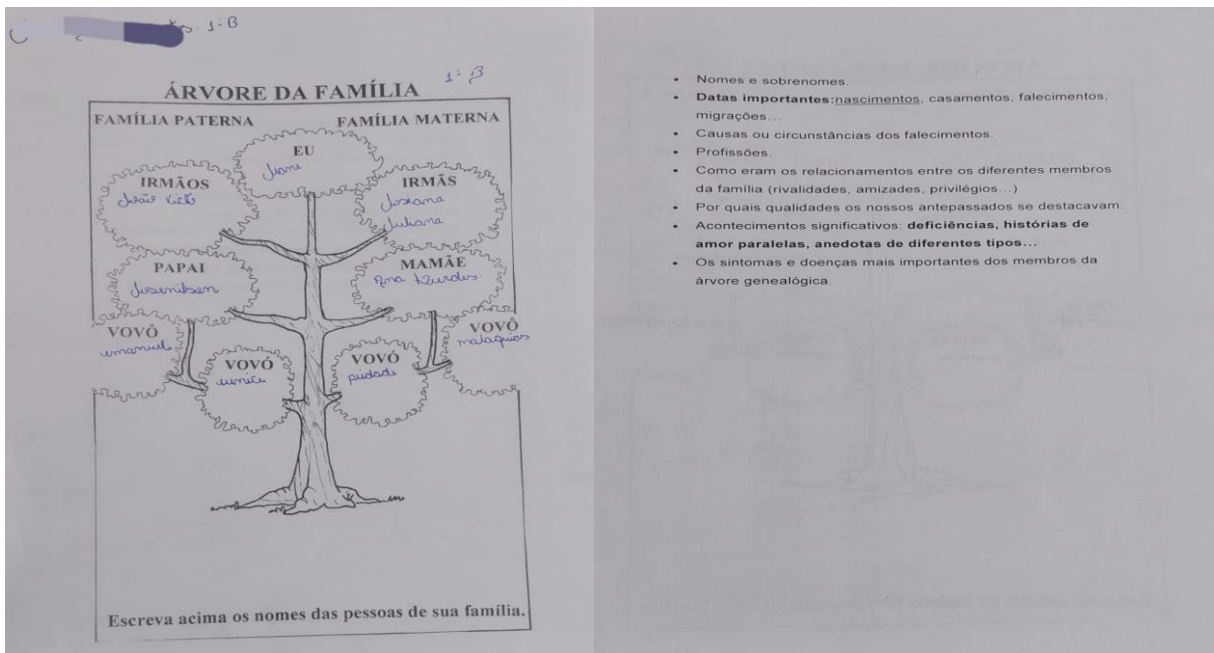 1: B
1: B
ÁRVORE DA FAMÍLIA
FAMÍLIA PATERNA FAMÍLIA MATERNA
EU
IRMÃOS
IRMÃS
Josiana
Juliana
PAPAI
Josenilson
MAMÃE
Ana Lourdes
VOVÔ
emanuel
VOVÓ
eunice
VOVÓ
piedade
VOVÔ
malaquias
Escreva acima os nomes das pessoas de sua família.
• Nomes e sobrenomes.
• Datas importantes:nascimentos, casamentos, falecimentos,
migrações...
• Causas ou circunstâncias dos falecimentos.
• Profissões.
• Como eram os relacionamentos entre os diferentes membros
da família (rivalidades, amizades, privilégios...)
• Por quais qualidades os nossos antepassados se destacavam.
• Acontecimentos significativos: deficiências, histórias de
amor paralelas, anedotas de diferentes tipos...
• Os sintomas e doenças mais importantes dos membros da
árvore genealógica.